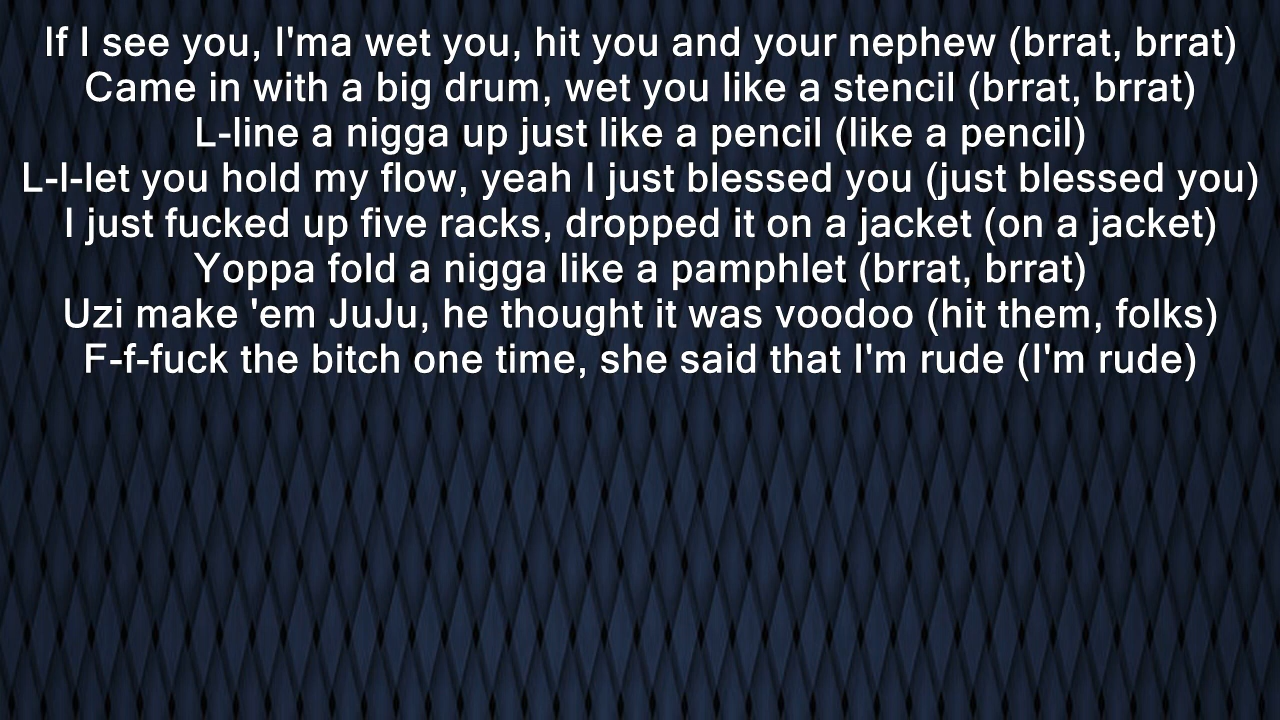 If I see you, I'ma wet you, hit you and your nephew (brrat, brrat)
Came in with a big drum, wet you like a stencil (brrat, brrat)
L-line a nigga up just like a pencil (like a pencil)
L-l-let you hold my flow, yeah I just blessed you (just blessed you)
I just fucked up five racks, dropped it on a jacket (on a jacket)
Yoppa fold a nigga like a pamphlet (brrat, brrat)
Uzi make 'em JuJu, he thought it was voodoo (hit them, folks)
F-f-fuck the bitch one time, she said that I'm rude (I'm rude)